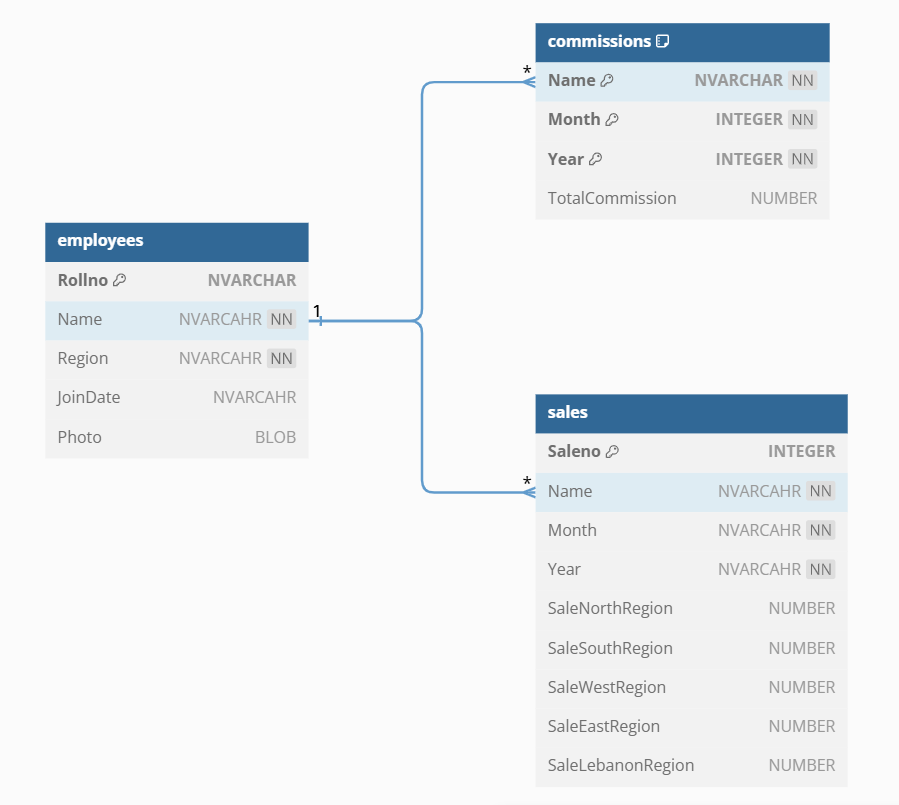 commissions
* Name NVARCHAR NN
Month INTEGER NN
Year INTEGER NN
TotalCommission NUMBER
employees
Rollno NVARCHAR
Name NVARCAHR NN 1
Region NVARCAHR NN
JoinDate NVARCAHR
Photo BLOB
sales
Saleno INTEGER
* Name NVARCAHR NN
Month NVARCAHR NN
Year NVARCAHR NN
SaleNorthRegion NUMBER
SaleSouthRegion NUMBER
SaleWestRegion NUMBER
SaleEastRegion NUMBER
SaleLebanonRegion NUMBER